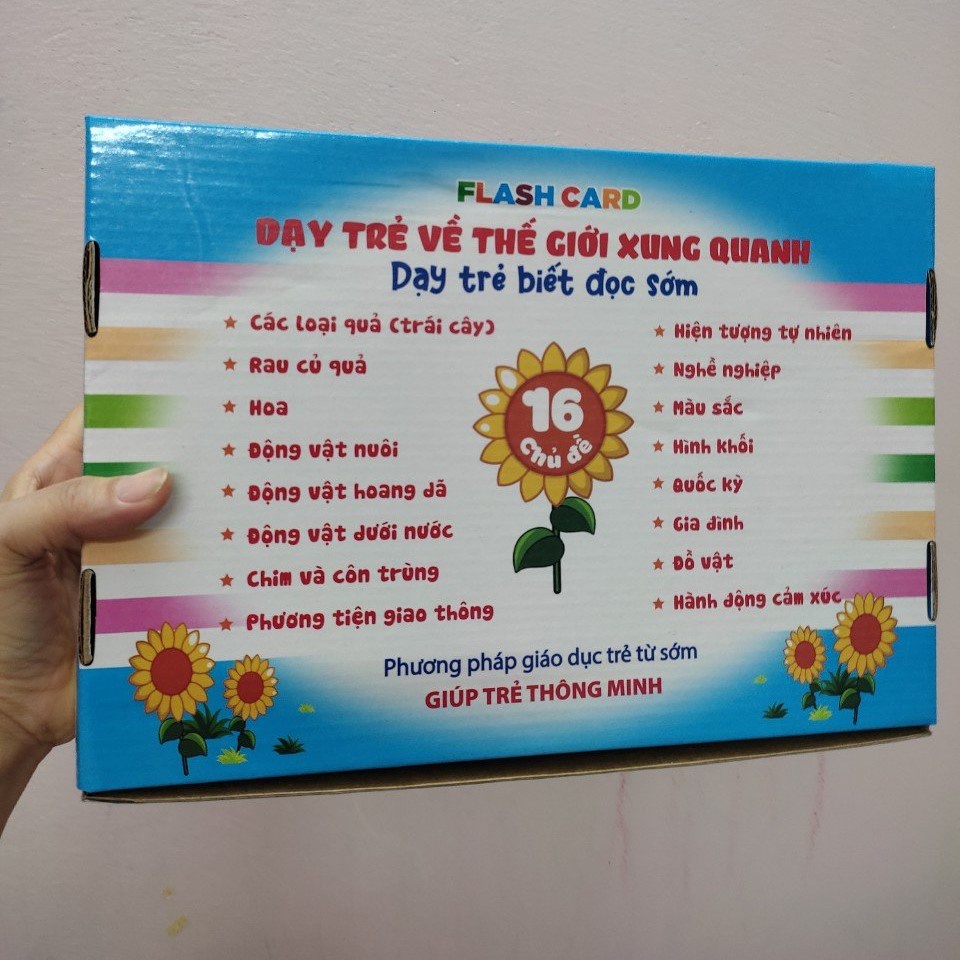 FLASH CARD
DẠY TRẺ VỀ THẾ GIỚI XUNG QUANH
Dạy trẻ biết đọc sớm
★ Các loại quả (trái cây)
★ Rau củ quả
★ Hoa
★ Động vật nuôi
★ Động vật hoang dã
★ Động vật dưới nước
★ Chim và côn trùng
★ Phương tiện giao thông
16
Chủ đề
★ Hiện tượng tự nhiên
★ Nghề nghiệp
★ Màu sắc
★ Hình khối
★ Quốc kỳ
★ Gia đình
★ Đồ vật
★ Hành động cảm xúc
Phương pháp giáo dục trẻ từ sớm
GIÚP TRẺ THÔNG MINH